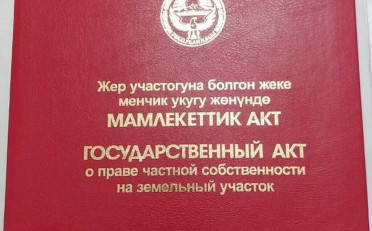 Жер участогуна болгон жеке
менчик укугу жөнүндө
МАМЛЕКЕТТИК АКТ
ГОСУДАРСТВЕННЫЙ АКТ
о праве частной собственности
на земельный участок